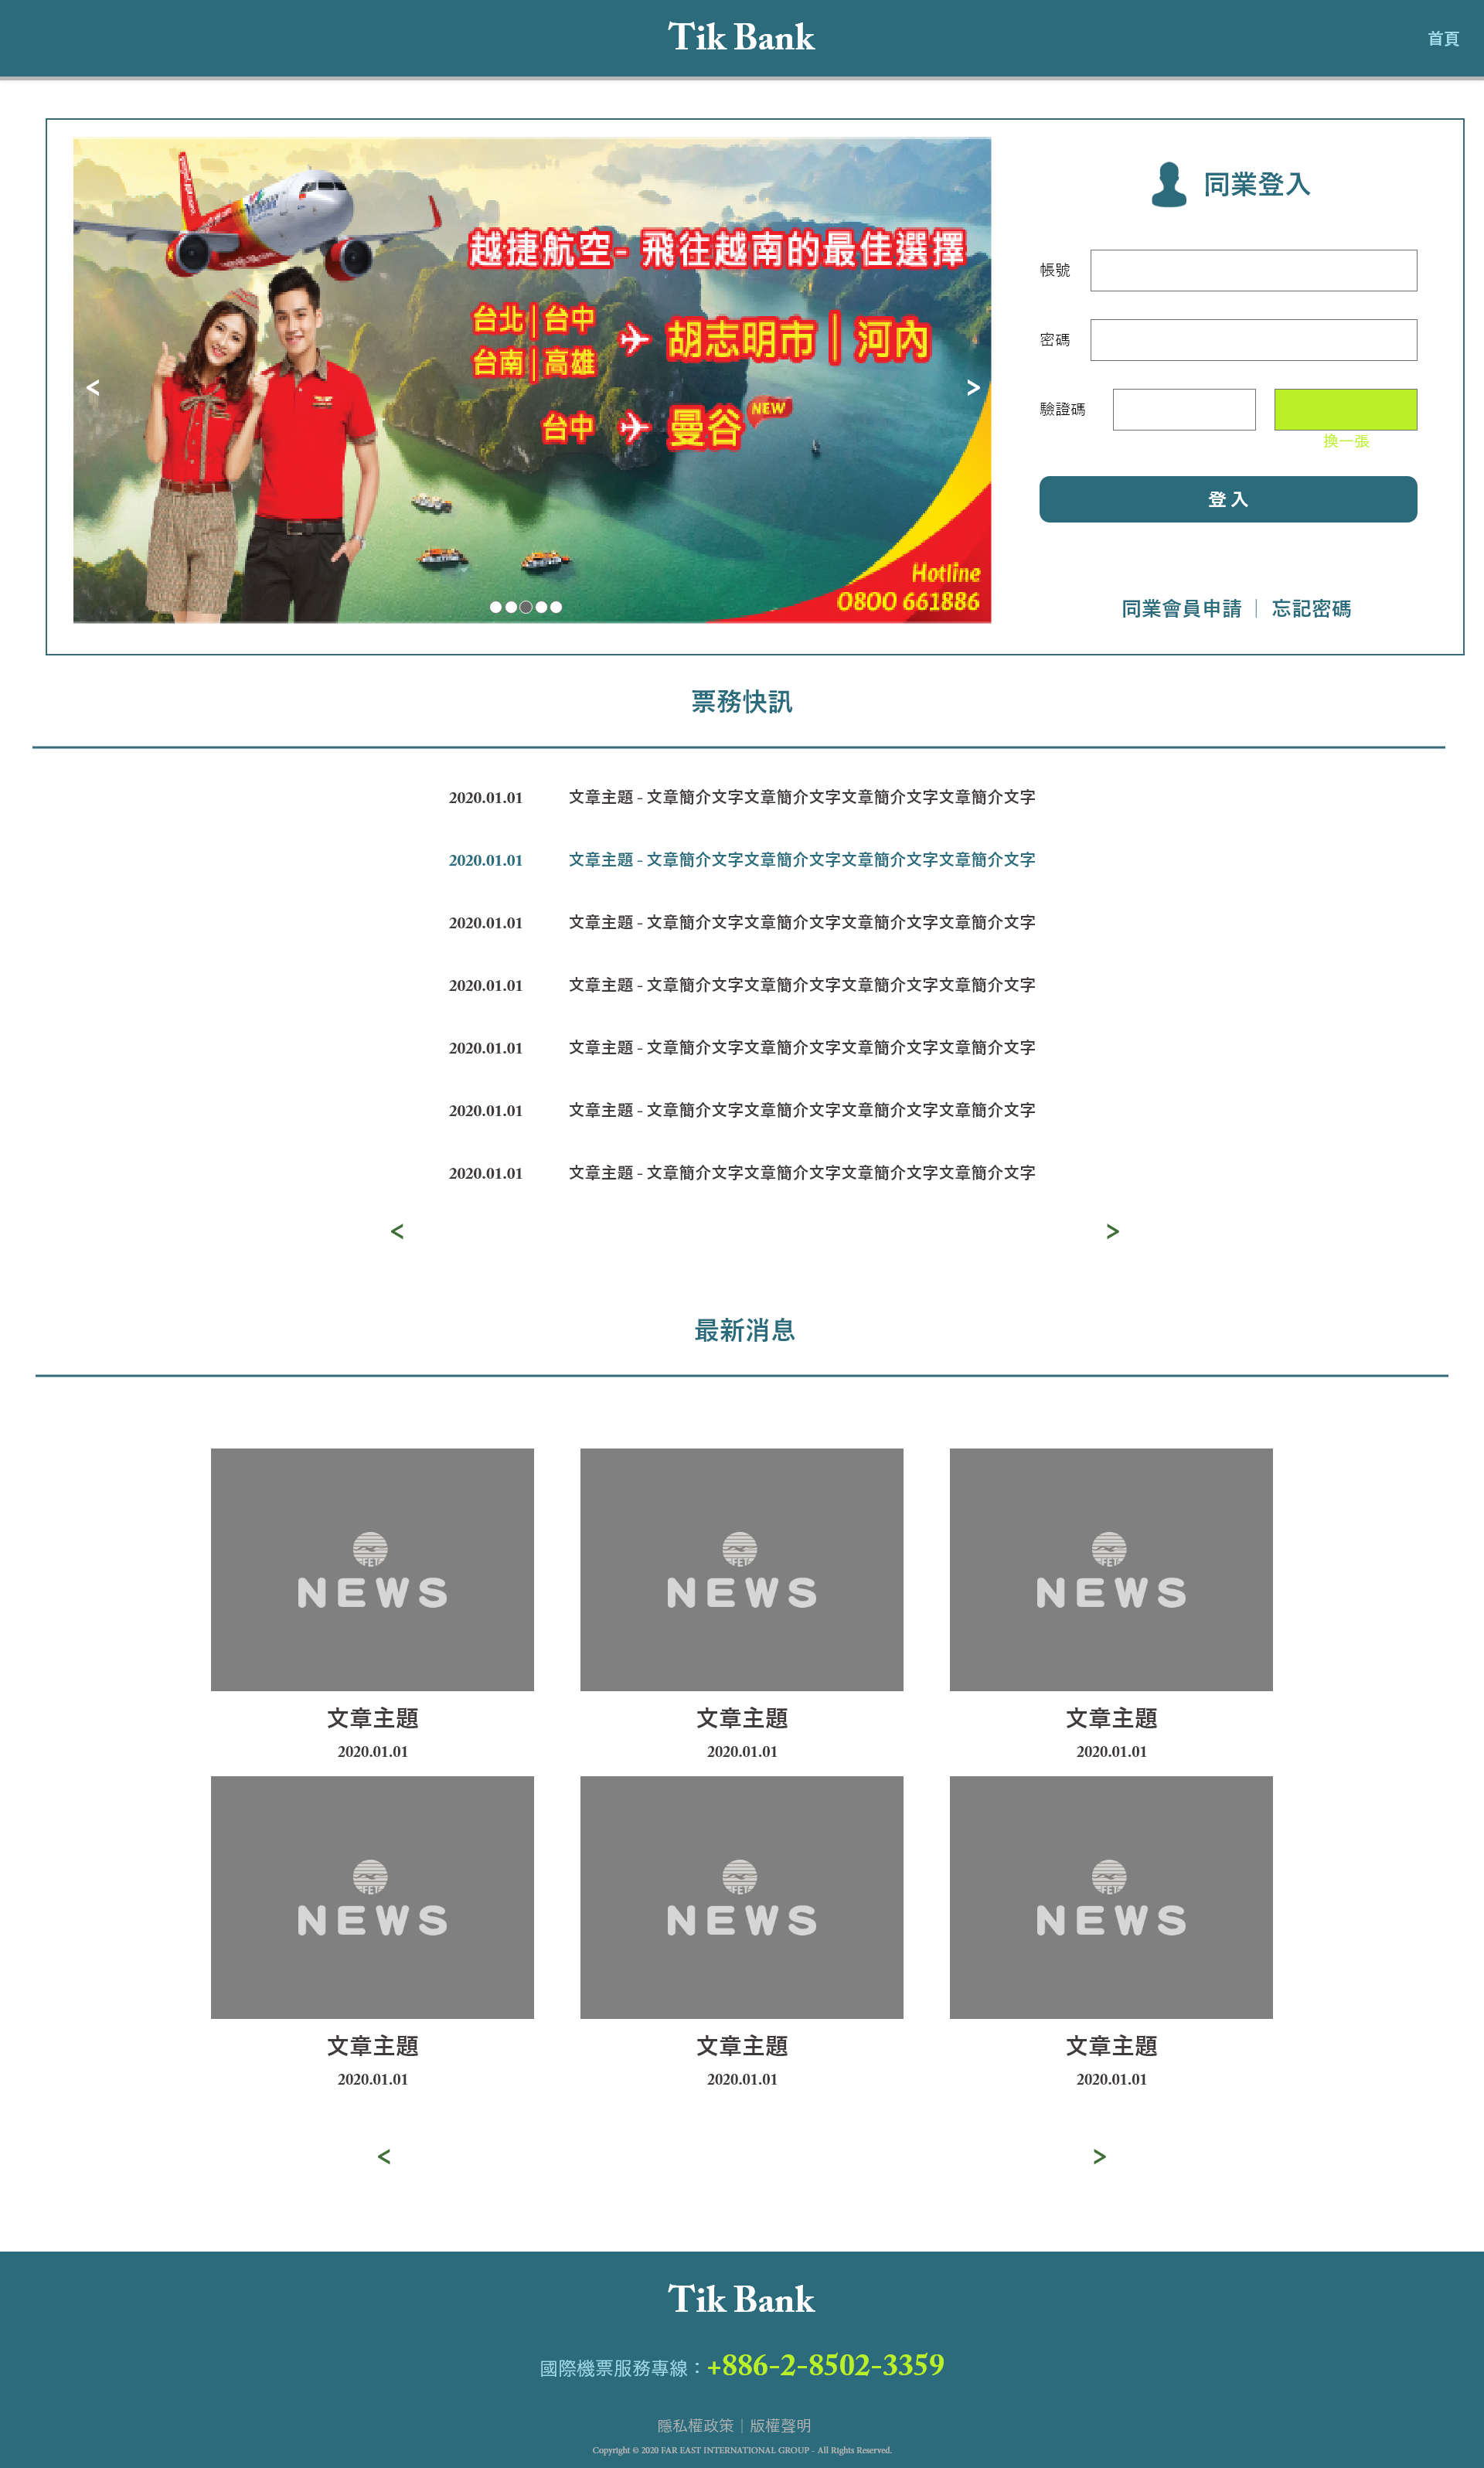 Tik Bank
首頁
越捷航空- 飛往越南的最佳選擇
台北|台中
台南|高雄
胡志明市|河內
台中
曼谷
NEW
Hotline
0800 661886
<
>
同業登入
帳號
密碼
驗證碼
換一張
登入
同業會員申請｜忘記密碼
票務快訊
2020.01.01 文章主題 - 文章簡介文字文章簡介文字文章簡介文字文章簡介文字
2020.01.01 文章主題 - 文章簡介文字文章簡介文字文章簡介文字文章簡介文字
2020.01.01 文章主題 - 文章簡介文字文章簡介文字文章簡介文字文章簡介文字
2020.01.01 文章主題 - 文章簡介文字文章簡介文字文章簡介文字文章簡介文字
2020.01.01 文章主題 - 文章簡介文字文章簡介文字文章簡介文字文章簡介文字
2020.01.01 文章主題 - 文章簡介文字文章簡介文字文章簡介文字文章簡介文字
2020.01.01 文章主題 - 文章簡介文字文章簡介文字文章簡介文字文章簡介文字
< >
最新消息
FET FET FET
NEWS NEWS NEWS
文章主題 文章主題 文章主題
2020.01.01 2020.01.01 2020.01.01
FET FET FET
NEWS NEWS NEWS
文章主題 文章主題 文章主題
2020.01.01 2020.01.01 2020.01.01
< >
Tik Bank
國際機票服務專線：+886-2-8502-3359
隱私權政策｜版權聲明
Copyright © 2020 FAR EAST INTERNATIONAL GROUP - All Rights Reserved.